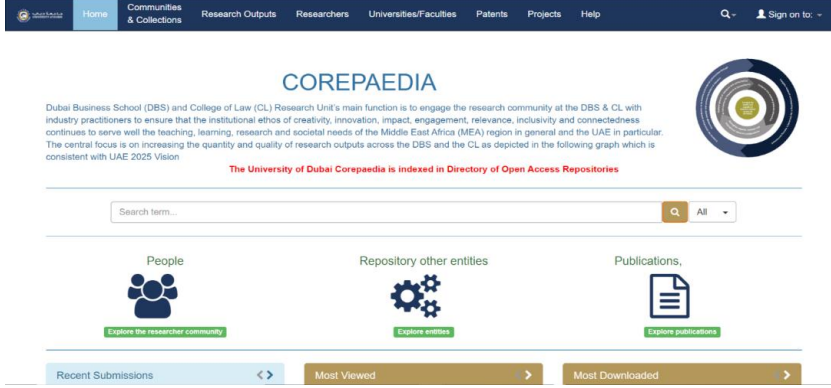 Home
Communities
& Collections
Research Outputs
Researchers
Universities/Faculties
Patents
Projects
Help
Sign on to:
COREPAEDIA
Dubai Business School (DBS) and College of Law (CL) Research Unit's main function is to engage the research community at the DBS & CL with
industry practitioners to ensure that the institutional ethos of creativity, innovation, impact, engagement, relevance, inclusivity and connectedness
continues to serve well the teaching, learning, research and societal needs of the Middle East Africa (MEA) region in general and the UAE in particular.
The central focus is on increasing the quantity and quality of research outputs across the DBS and the CL as depicted in the following graph which is
consistent with UAE 2025 Vision
The University of Dubai Corepaedia is indexed in Directory of Open Access Repositories
Search term...
All
People
Repository other entities
Publications,
Explore the researcher community
Explore entities
Explore publications
Recent Submissions
Most Viewed
Most Downloaded